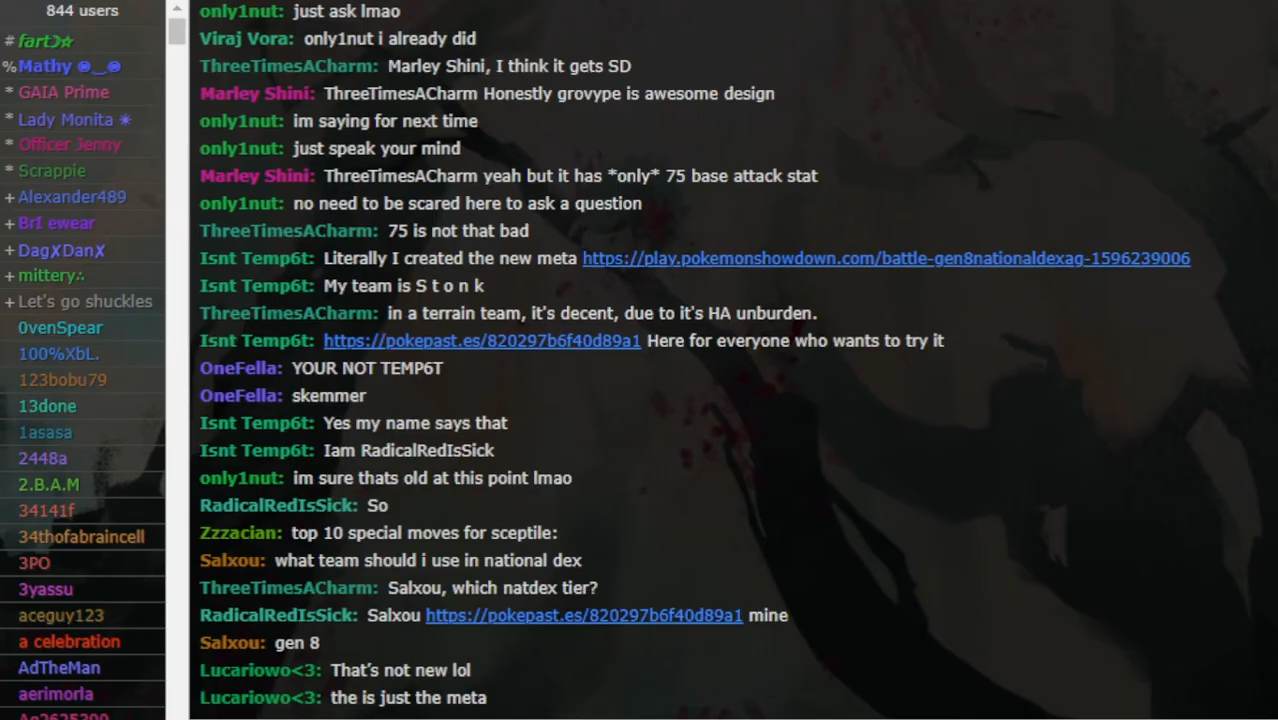 844 users
#fart☽☆
%Mathy ◉‿◉
* GAIA Prime
* Lady Monita ✴
* Officer Jenny
* Scrappie
+Alexander489
+BrI ewear
+Dag✗Dan✗
+mittery∴
+Let's go shuckles
0venSpear
100%XbL.
123bobu79
13done
1asasa
2448a
2.B.A.M
34141f
34thofabraincell
3PO
3yassu
aceguy123
a celebration
AdTheMan
aerimorla
only1nut: just ask lmao
Viraj Vora: only1nut i already did
ThreeTimesACharm: Marley Shini, I think it gets SD
Marley Shini: ThreeTimesACharm Honestly grovype is awesome design
only1nut: im saying for next time
only1nut: just speak your mind
Marley Shini: ThreeTimesACharm yeah but it has *only* 75 base attack stat
only1nut: no need to be scared here to ask a question
ThreeTimesACharm: 75 is not that bad
Isnt Temp6t: Literally I created the new meta https://play.pokemonshowdown.com/battle-gen8nationaldexag-1596239006
Isnt Temp6t: My team is S t o n k
ThreeTimesACharm: in a terrain team, it's decent, due to it's HA unburden.
Isnt Temp6t: https://pokepast.es/820297b6f40d89a1 Here for everyone who wants to try it
OneFella: YOUR NOT TEMP6T
OneFella: skemmer
Isnt Temp6t: Yes my name says that
Isnt Temp6t: Iam RadicalRedIsSick
only1nut: im sure thats old at this point lmao
RadicalRedIsSick: So
Zzzacian: top 10 special moves for sceptile:
Salxou: what team should i use in national dex
ThreeTimesACharm: Salxou, which natdex tier?
RadicalRedIsSick: Salxou https://pokepast.es/820297b6f40d89a1 mine
Salxou: gen 8
Lucariowo<3: That's not new lol
Lucariowo<3: the is just the meta